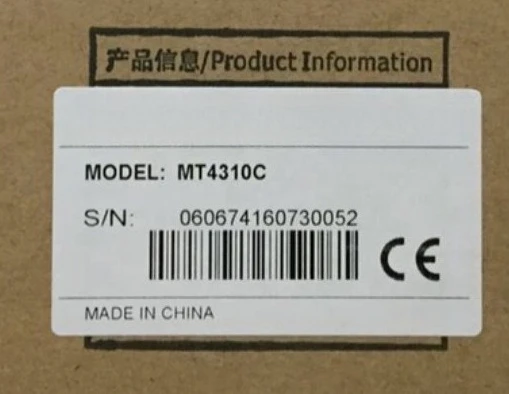 产品信息/Product Information
MODEL: MT4310C
S/N: 060674160730052
CE
MADE IN CHINA